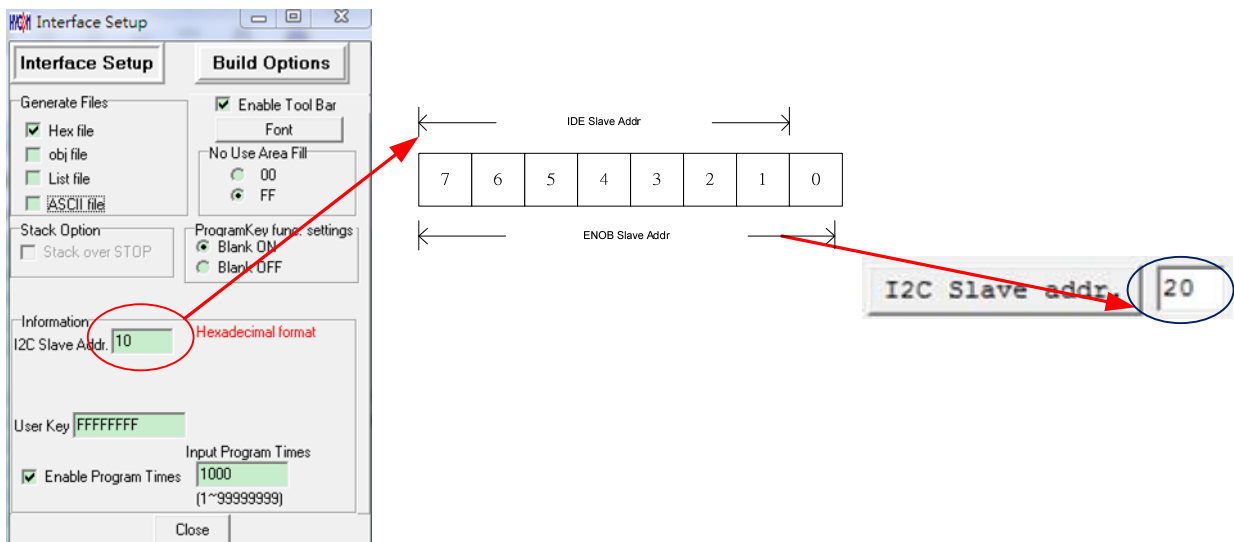 HYCON Interface Setup
Interface Setup
Build Options
Generate Files
Hex file
obj file
List file
ASCII file
Enable Tool Bar
Font
No Use Area Fill
00
FF
Stack Option
Stack over STOP
ProgramKey func. settings
Blank ON
Blank OFF
Information
I2C Slave Addr. 10
Hexadecimal format
User Key FFFFFFFF
Enable Program Times
Input Program Times
1000
(1~99999999)
Close
IDE Slave Addr
7 6 5 4 3 2 1 0
ENOB Slave Addr
I2C Slave addr. 20